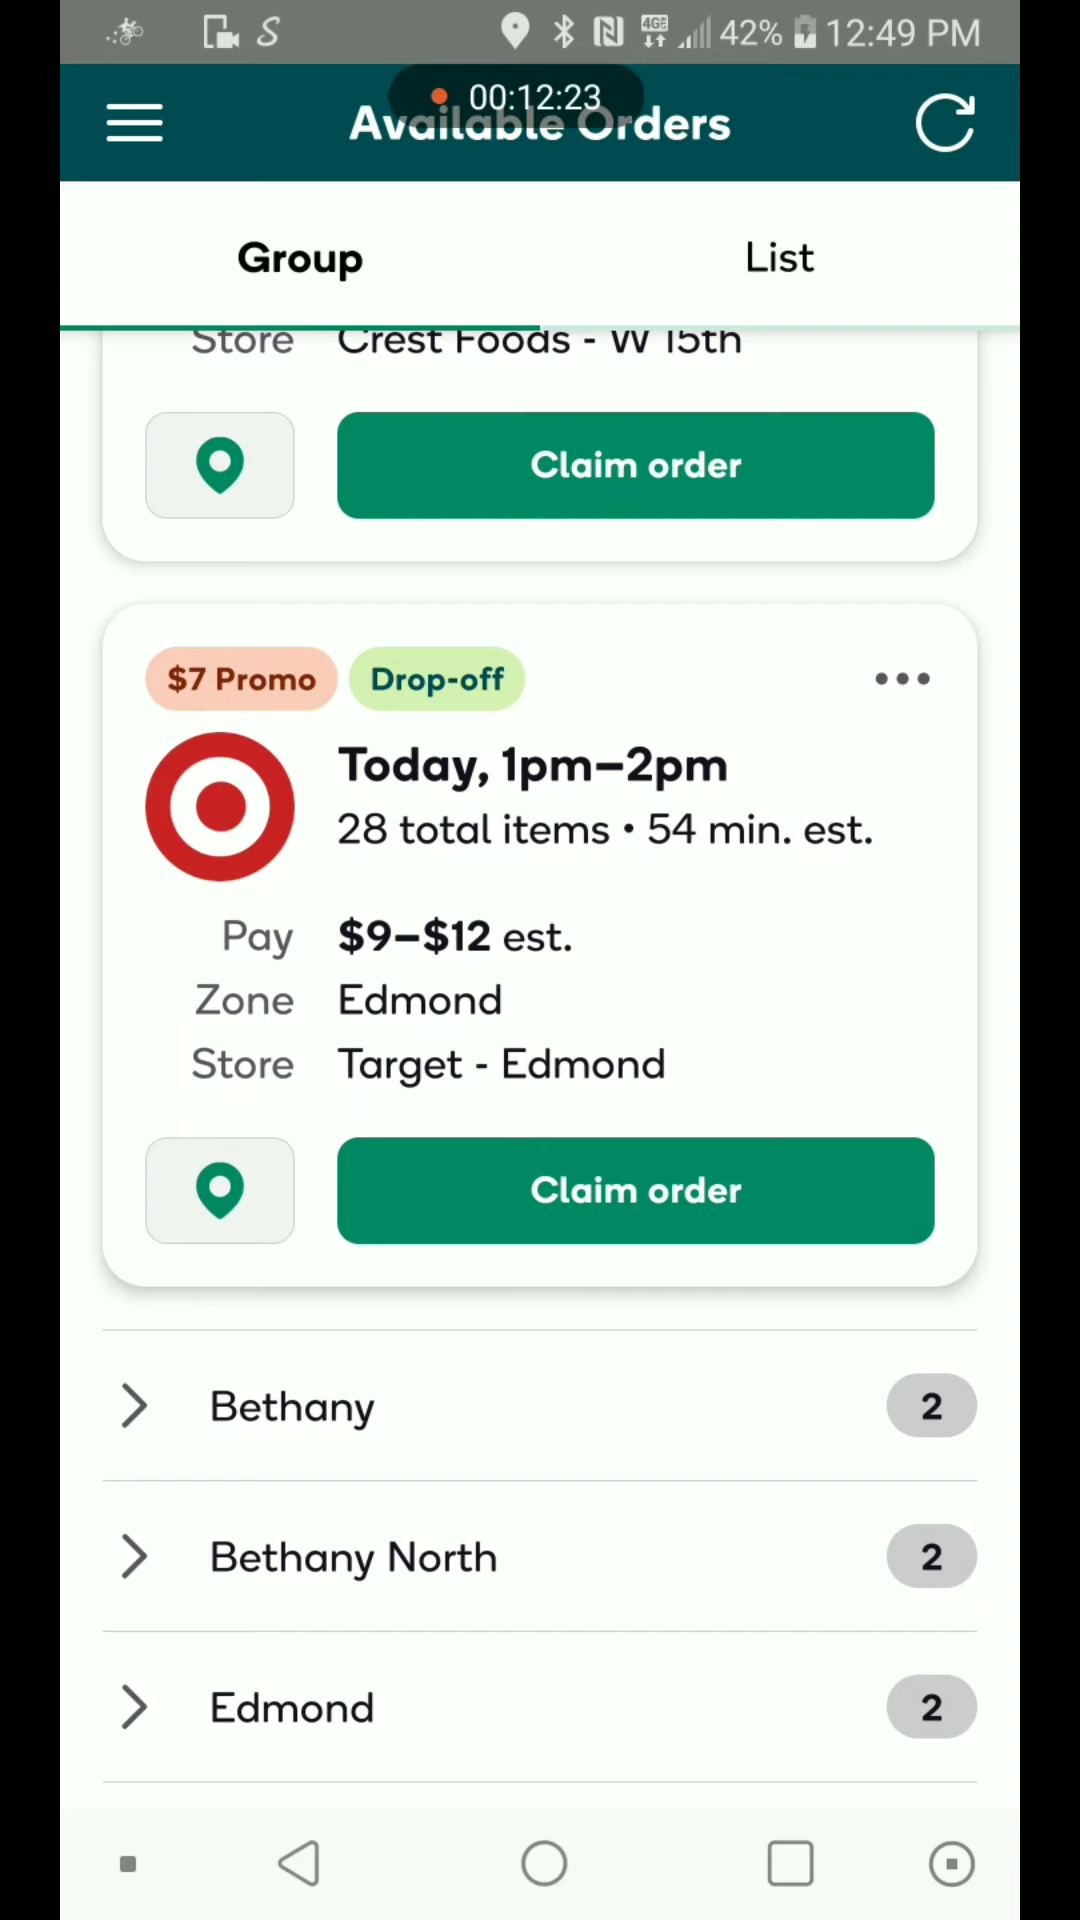 42% 12:49 PM
00:12:23
Available Orders
Group
List
Store Crest Foods - W 15th
Claim order
$7 Promo
Drop-off
Today, 1pm–2pm
28 total items • 54 min. est.
Pay $9–$12 est.
Zone Edmond
Store Target - Edmond
Claim order
Bethany 2
Bethany North 2
Edmond 2